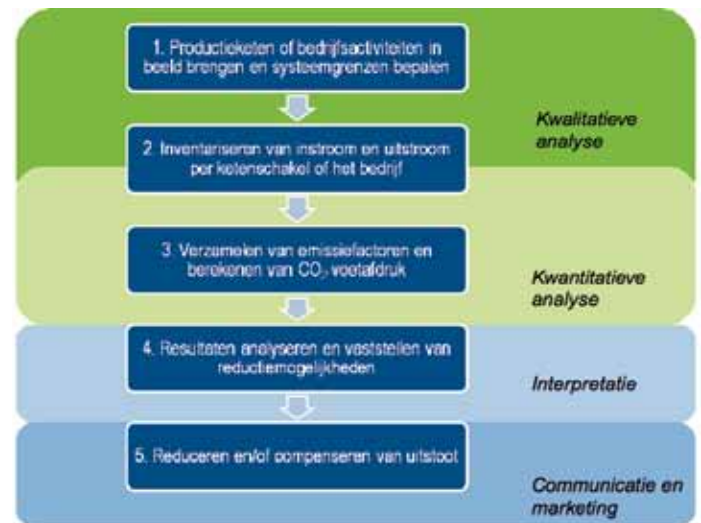 1. Productieketen of bedrijfsactiviteiten in
beeld brengen en systeemgrenzen bepalen
Kwalitatieve
analyse
2. Inventariseren van instroom en uitstroom
per ketenschakel of het bedrijf
3. Verzamelen van emissiefactoren en
berekenen van CO₂ voetafdruk
Kwantitatieve
analyse
4. Resultaten analyseren en vaststellen van
reductiemogelijkheden
Interpretatie
5. Reduceren en/of compenseren van uitstoot
Communicatie en
marketing